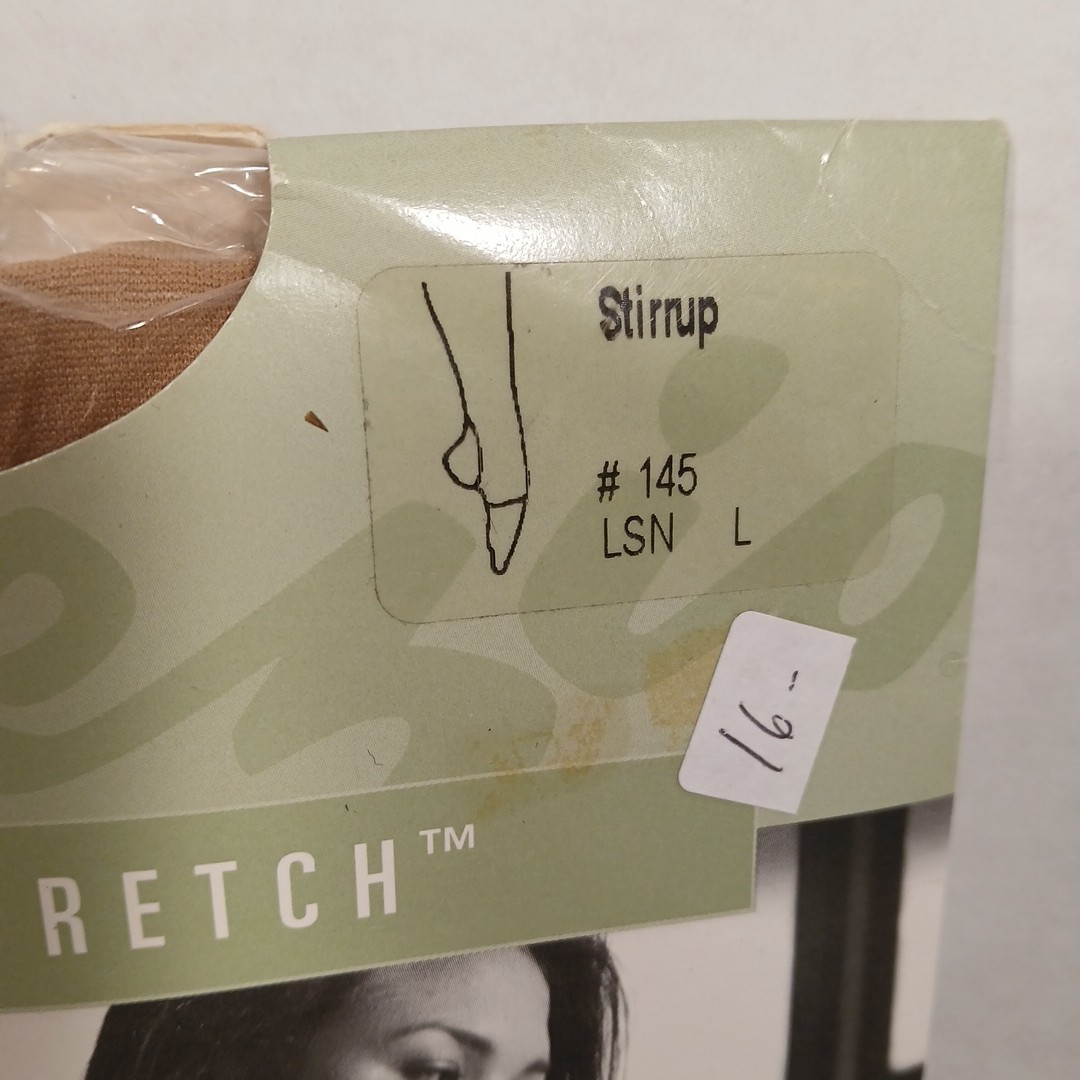 Stirrup
# 145
LSN L
16--
RETCH™